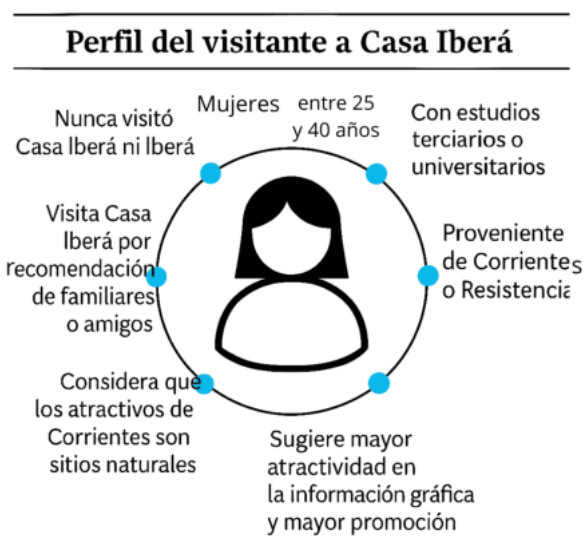 Perfil del visitante a Casa Iberá
Mujeres entre 25
y 40 años
Con estudios
terciarios o
universitarios
Proveniente
de Corrientes
o Resistencia
Sugiere mayor
atractividad en
la información gráfica
y mayor promoción
Considera que
los atractivos de
Corrientes son
sitios naturales
Visita Casa
Iberá por
recomendación
de familiares
o amigos
Nunca visitó
Casa Iberá ni Iberá